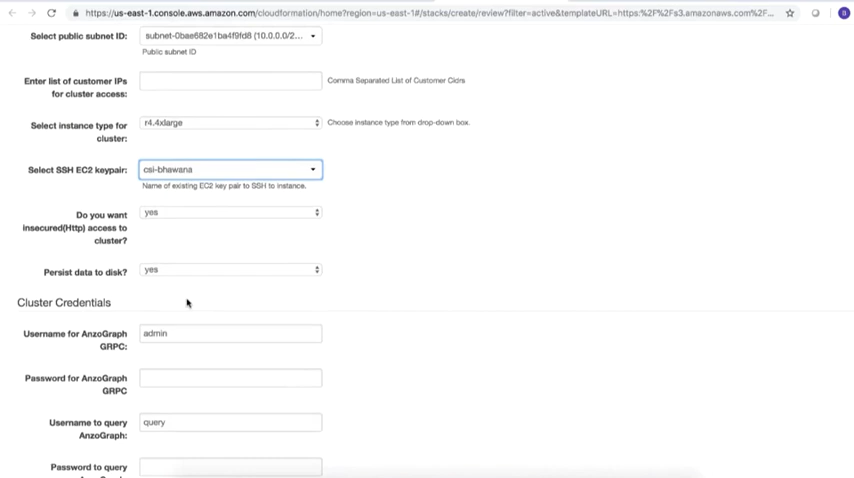 https://us-east-1.console.aws.amazon.com/cloudformation/home?region=us-east-1#/stacks/create/review?filter=active&templateURL=https:%2F%2Fs3.amazonaws.com%2F...
Select public subnet ID:
subnet-0bae682e1ba4f9fd8 (10.0.0.0/2...
Public subnet ID
Enter list of customer IPs
for cluster access:
Comma Separated List of Customer Cidrs
Select instance type for
cluster:
r4.4xlarge
Choose instance type from drop-down box.
Select SSH EC2 keypair:
csi-bhawana
Name of existing EC2 key pair to SSH to instance.
Do you want
insecured(Http) access to
cluster?
yes
Persist data to disk?
yes
Cluster Credentials
Username for AnzoGraph
GRPC:
admin
Password for AnzoGraph
GRPC
Username to query
AnzoGraph:
query
Password to query